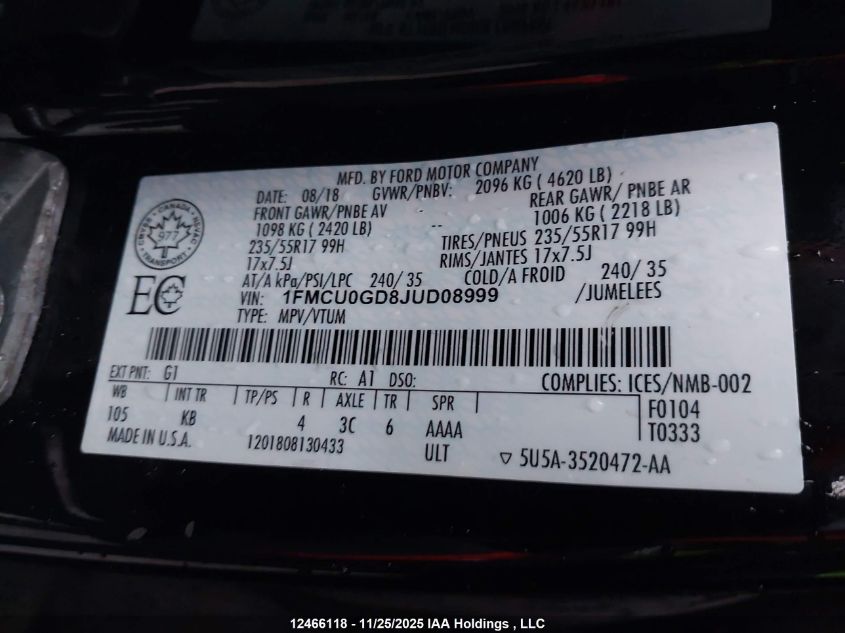 MFD. BY FORD MOTOR COMPANY
DATE: 08/18 GVWR/PNBV: 2096 KG ( 4620 LB)
FRONT GAWR/PNBE AV - REAR GAWR/ PNBE AR
1098 KG ( 2420 LB) -- 1006 KG ( 2218 LB)
235/55R17 99H TIRES/PNEUS 235/55R17 99H
17x7.5J RIMS/JANTES 17x7.5J
AT/A kPa/PSI/LPC 240/ 35 COLD/A FROID 240/ 35
VIN: 1FMCU0GD8JUD08999 /JUMELEES
TYPE: MPV/VTUM
CANADA
977
TRANSPORT
EC
EXT PNT: G1 RC: A1 DSO: COMPLIES: ICES/NMB-002
WB INT TR TP/PS R AXLE TR SPR F0104
105 KB 4 3C 6 AAAA T0333
MADE IN U.S.A. 1201808130433 ULT ▽ 5U5A-3520472-AA
12466118 - 11/25/2025 IAA Holdings , LLC